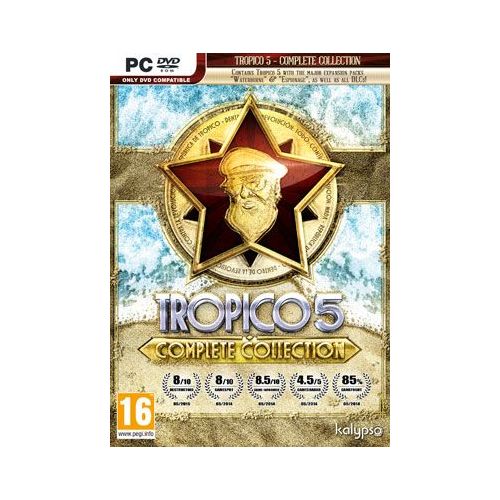 PC DVD ROM
ONLY DVD COMPATIBLE
TROPICO 5 - COMPLETE COLLECTION
CONTAINS TROPICO 5 WITH THE MAJOR EXPANSION PACKS
"WATERBORNE" & "ESPIONAGE", AS WELL AS ALL DLCS!
TROPICO 5
COMPLETE COLLECTION
8/10 8/10 8.5/10 4.5/5 85%
16
www.pegi.info
kalypso